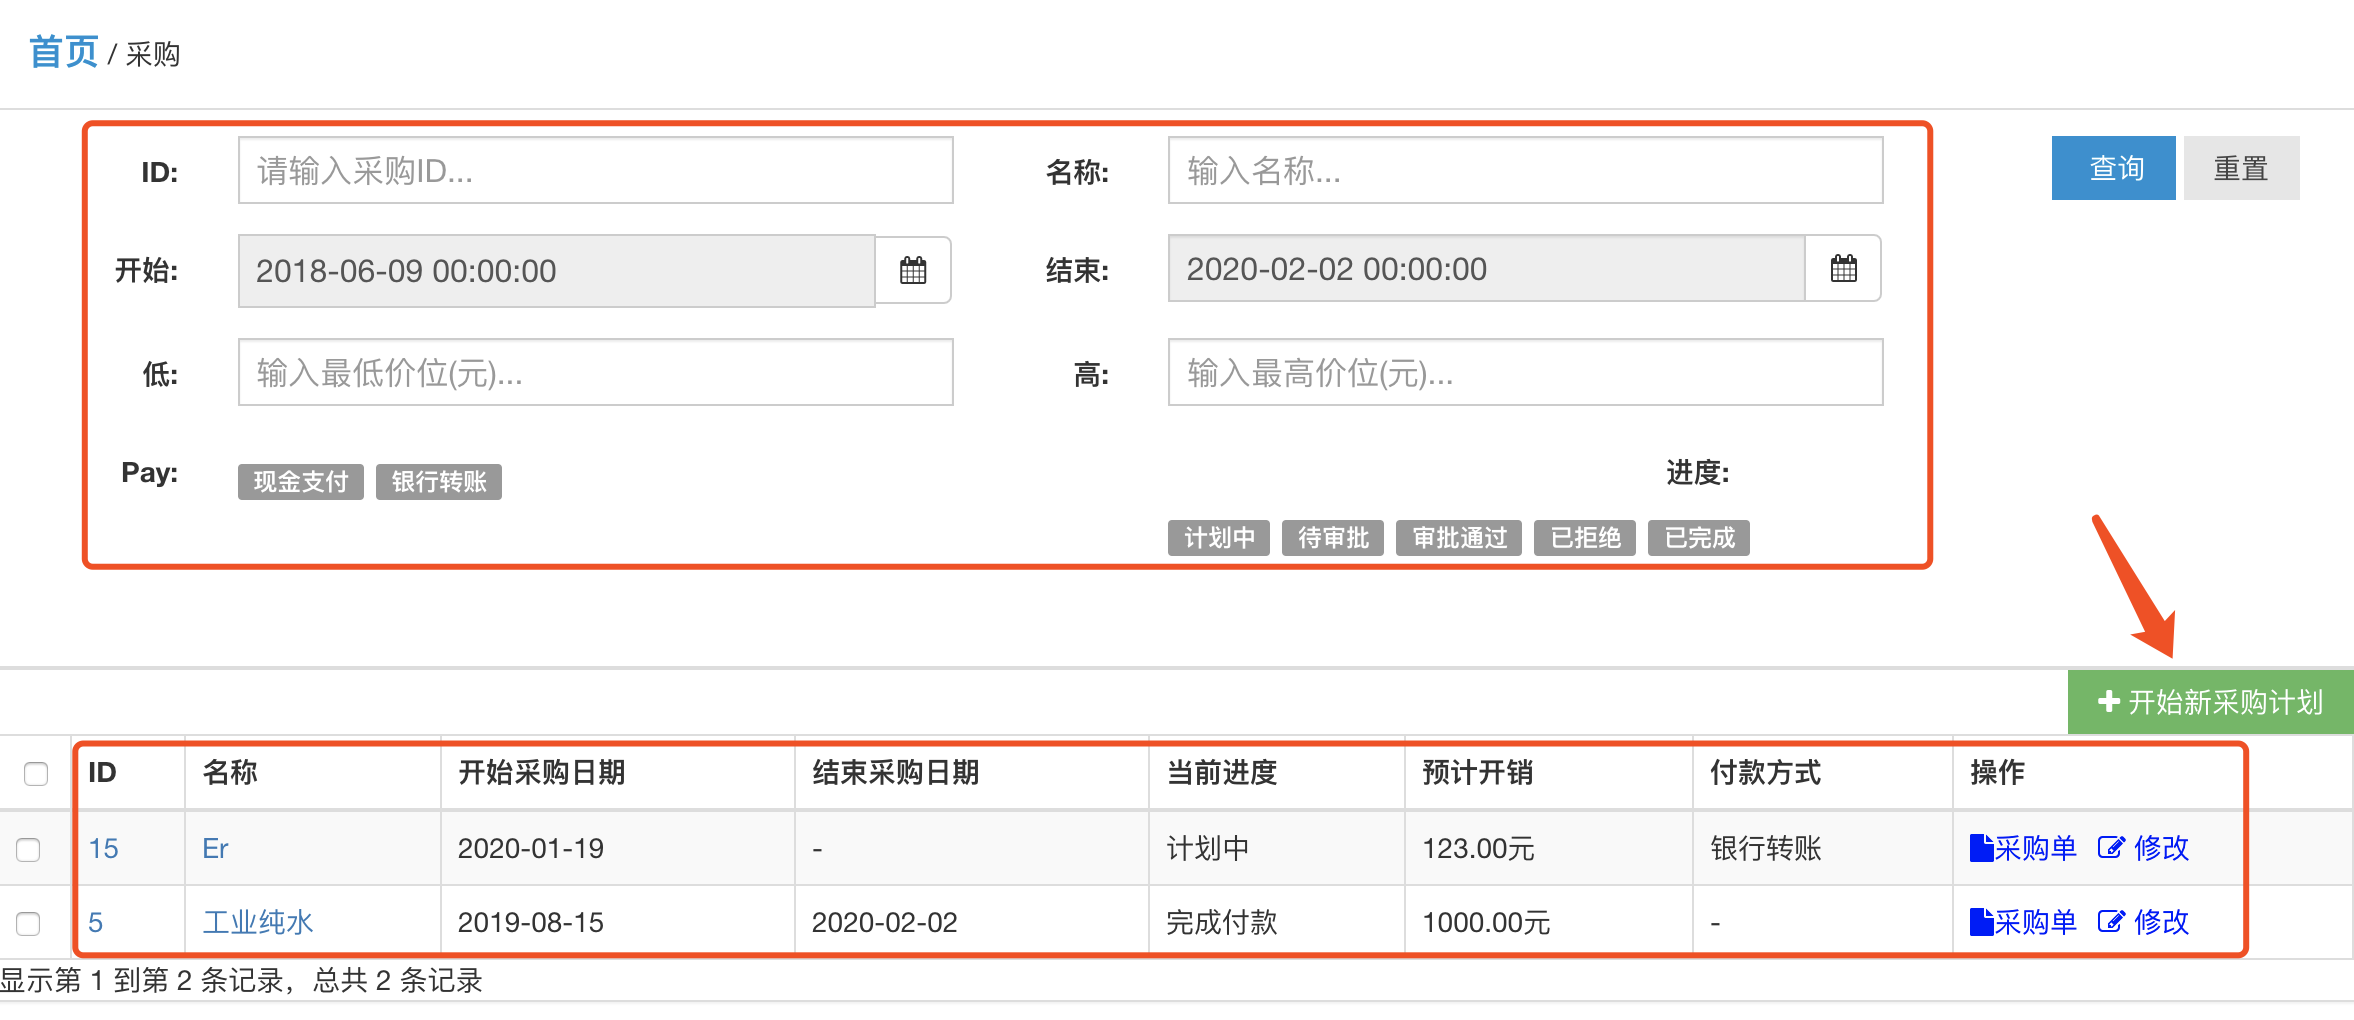 首页 / 采购
ID: 请输入采购ID... 名称: 输入名称... 查询 重置
开始: 2018-06-09 00:00:00 结束: 2020-02-02 00:00:00
低: 输入最低价位(元)... 高: 输入最高价位(元)...
Pay: 现金支付 银行转账 进度:
计划中 待审批 审批通过 已拒绝 已完成
开始新采购计划
ID 名称 开始采购日期 结束采购日期 当前进度 预计开销 付款方式 操作
15 Er 2020-01-19 - 计划中 123.00元 银行转账 采购单 修改
5 工业纯水 2019-08-15 2020-02-02 完成付款 1000.00元 - 采购单 修改
显示第 1 到第 2 条记录，总共 2 条记录